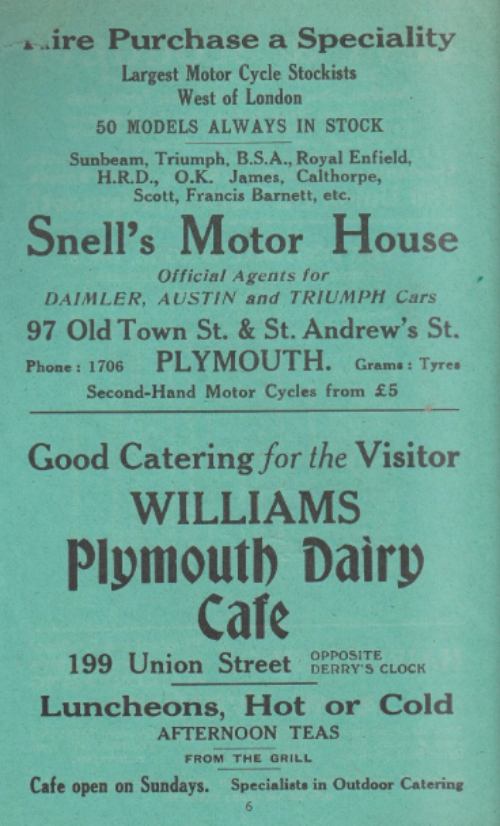 Hire Purchase a Speciality
Largest Motor Cycle Stockists
West of London
50 MODELS ALWAYS IN STOCK
Sunbeam, Triumph, B.S.A., Royal Enfield,
H.R.D., O.K. James, Calthorpe,
Scott, Francis Barnett, etc.
Snell's Motor House
Official Agents for
DAIMLER, AUSTIN and TRIUMPH Cars
97 Old Town St. & St. Andrew's St.
Phone: 1706 PLYMOUTH. Grams: Tyres
Second-Hand Motor Cycles from £5
Good Catering for the Visitor
WILLIAMS
Plymouth Dairy
Cafe
199 Union Street OPPOSITE
DERRY'S CLOCK
Luncheons, Hot or Cold
AFTERNOON TEAS
FROM THE GRILL
Cafe open on Sundays. Specialists in Outdoor Catering
6